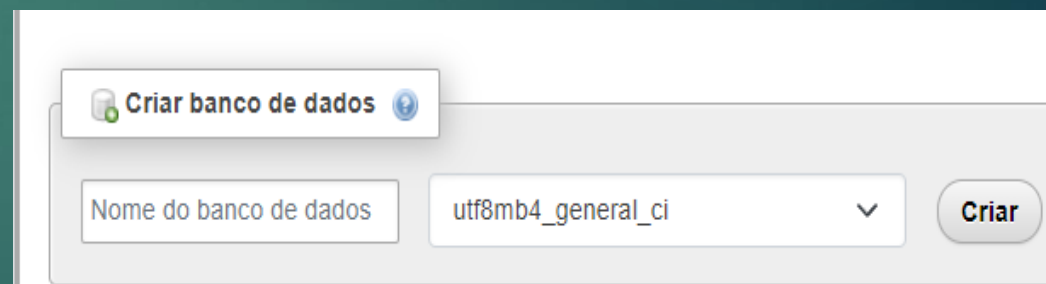 Criar banco de dados
Nome do banco de dados utf8mb4_general_ci Criar